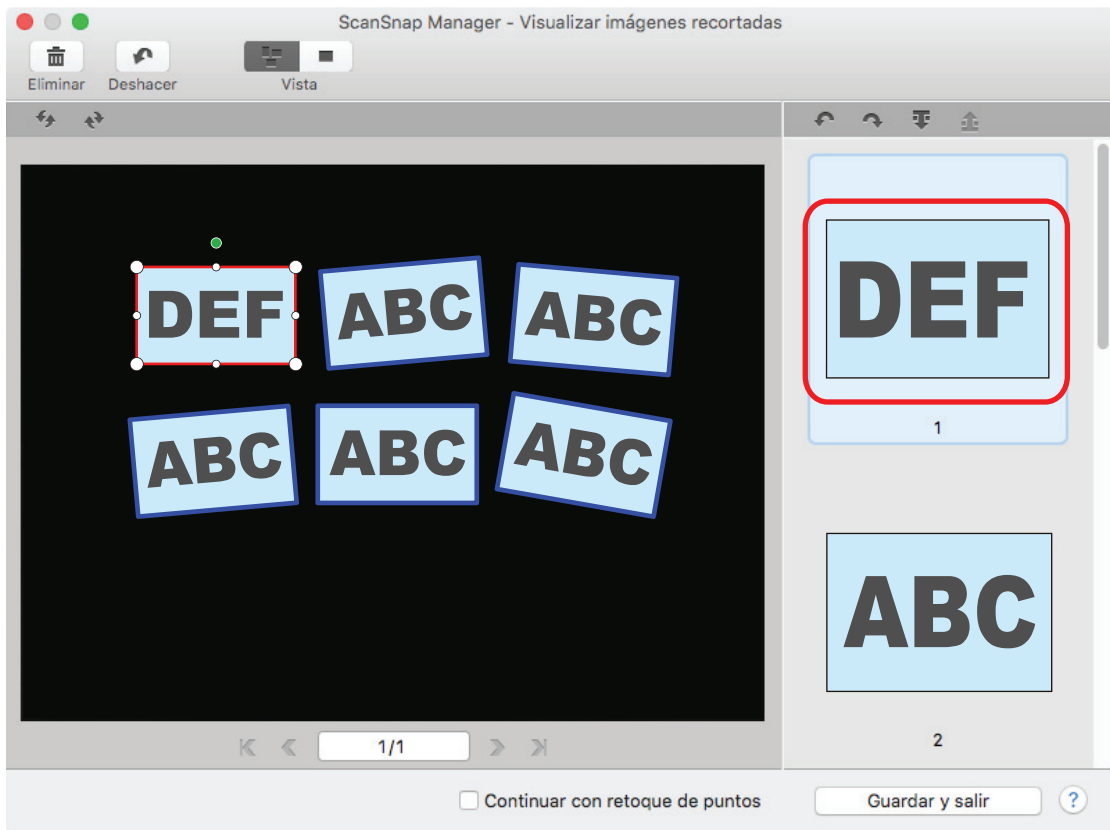 ScanSnap Manager - Visualizar imágenes recortadas
Eliminar Deshacer Vista
DEF ABC ABC
ABC ABC ABC
DEF
1
ABC
2
1/1
Continuar con retoque de puntos Guardar y salir ?